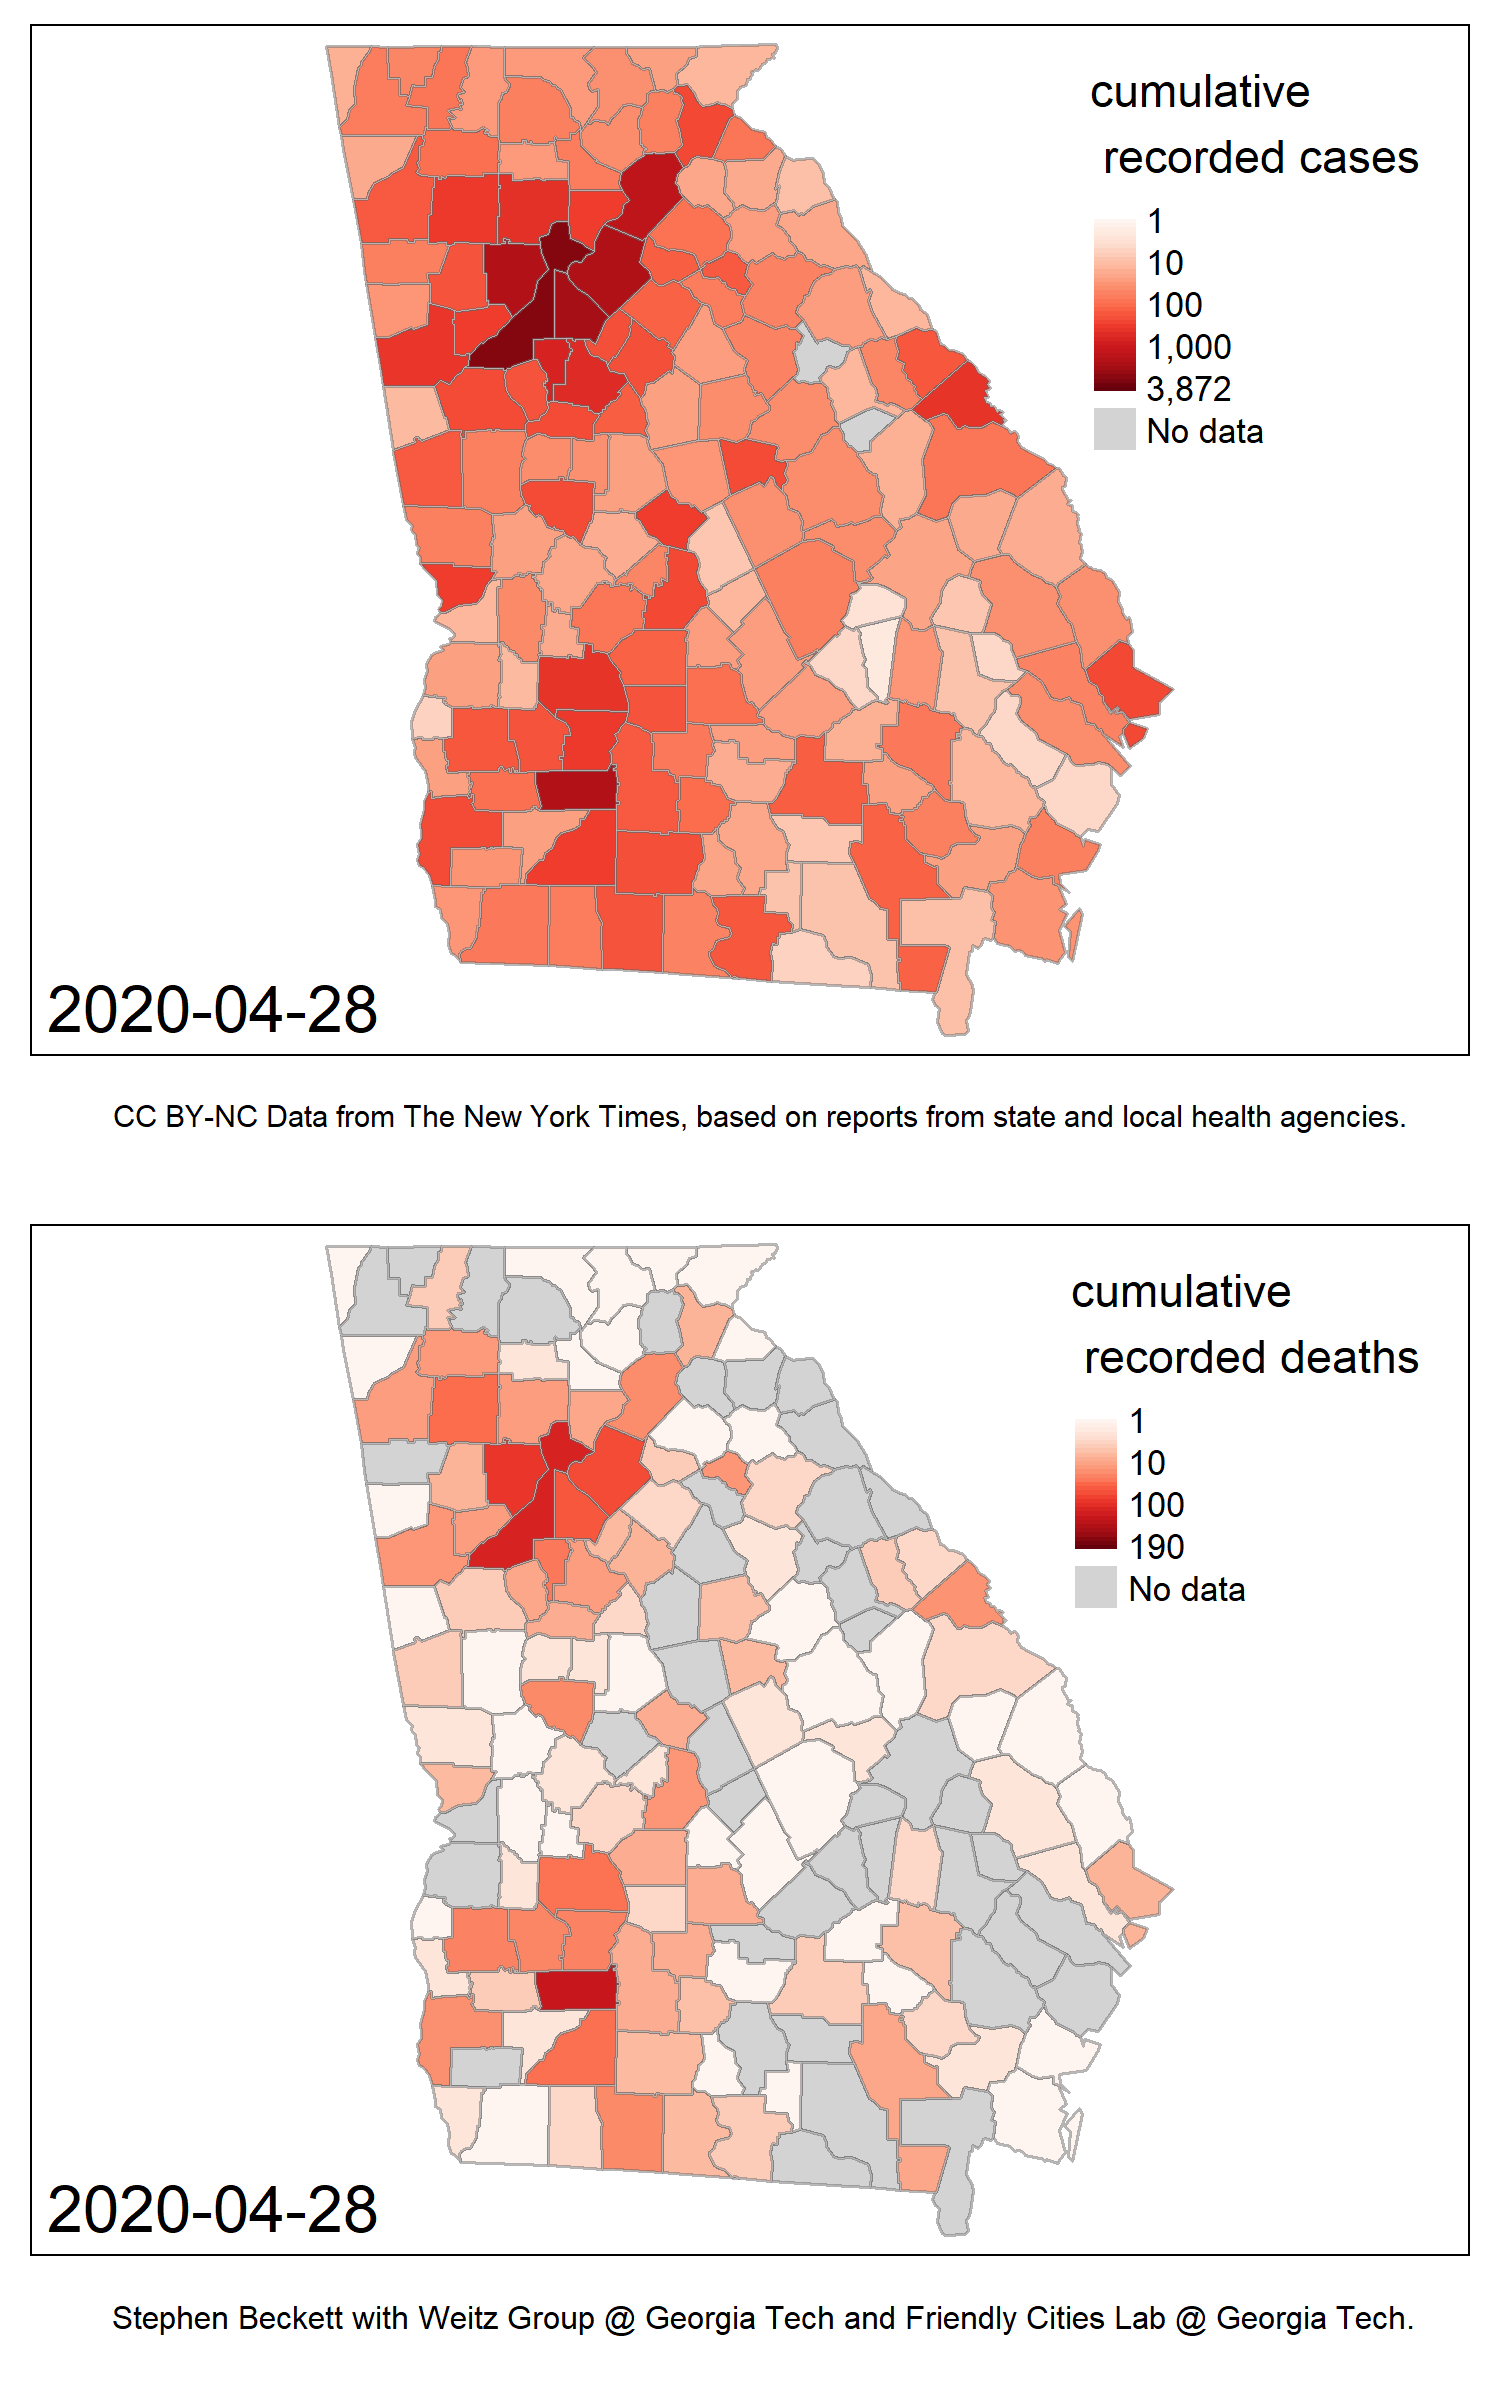 cumulative
recorded cases
1
10
100
1,000
3,872
No data
2020-04-28
CC BY-NC Data from The New York Times, based on reports from state and local health agencies.
cumulative
recorded deaths
1
10
100
190
No data
2020-04-28
Stephen Beckett with Weitz Group @ Georgia Tech and Friendly Cities Lab @ Georgia Tech.